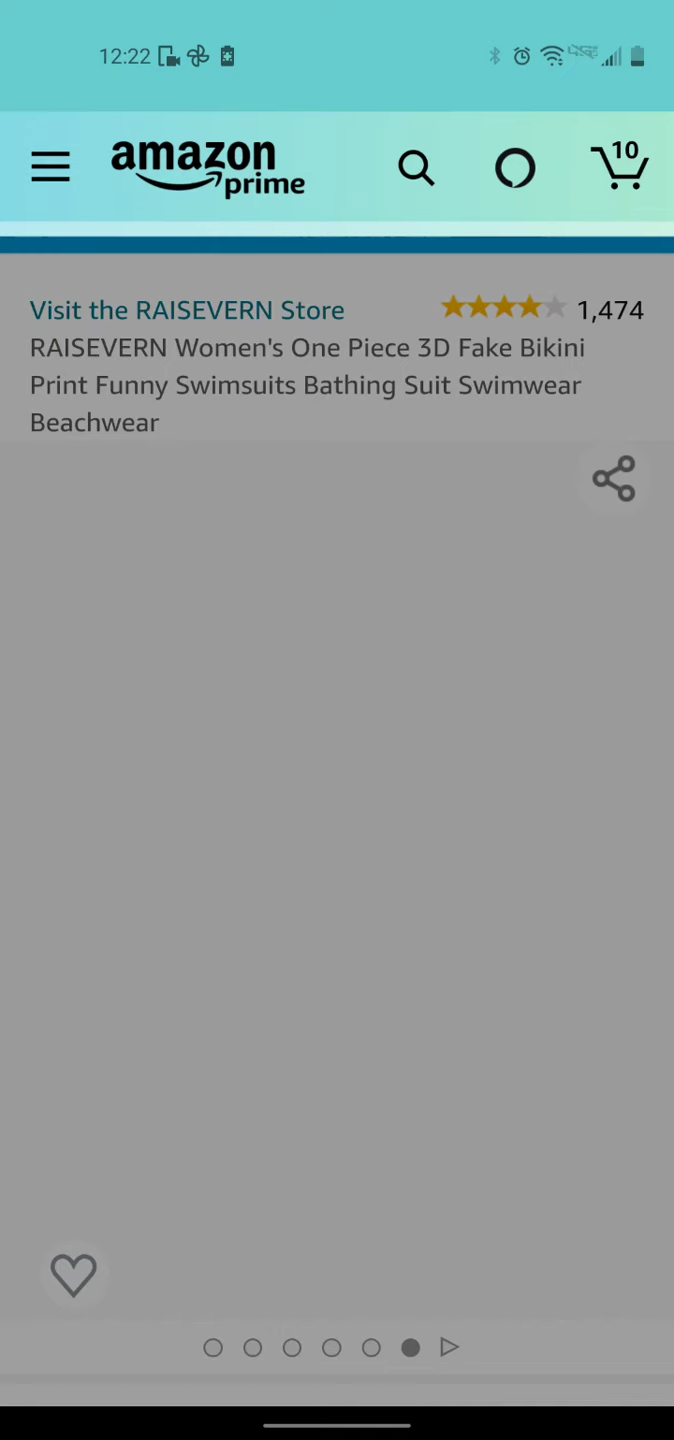 12:22
amazon prime
10
Visit the RAISEVERN Store 1,474
RAISEVERN Women's One Piece 3D Fake Bikini
Print Funny Swimsuits Bathing Suit Swimwear
Beachwear